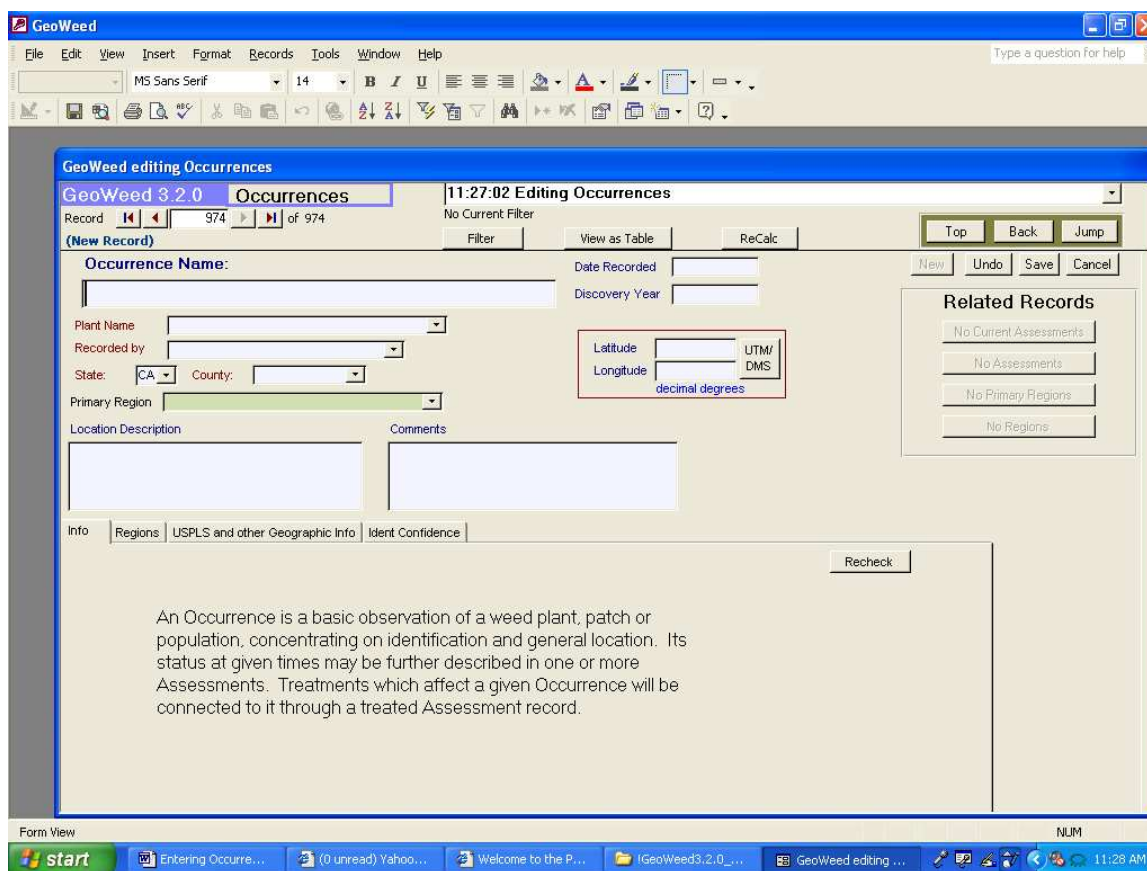 GeoWeed
File Edit View Insert Format Records Tools Window Help
Type a question for help
MS Sans Serif 14 B I U
GeoWeed editing Occurrences
GeoWeed 3.2.0 Occurrences
11:27:02 Editing Occurrences
Record 974 of 974
No Current Filter
(New Record)
Filter View as Table ReCalc
Top Back Jump
New Undo Save Cancel
Occurrence Name:
Date Recorded
Discovery Year
Related Records
No Current Assessments
No Assessments
No Primary Regions
No Regions
Plant Name
Recorded by
State: CA County:
Primary Region
Latitude
Longitude
UTM/
DMS
decimal degrees
Location Description Comments
Info Regions USPLS and other Geographic Info Ident Confidence
Recheck
An Occurrence is a basic observation of a weed plant, patch or
population, concentrating on identification and general location. Its
status at given times may be further described in one or more
Assessments. Treatments which affect a given Occurrence will be
connected to it through a treated Assessment record.
Form View NUM
start Entering Occurre... (0 unread) Yahoo... Welcome to the P... !GeoWeed3.2.0_... GeoWeed editing ... 11:28 AM